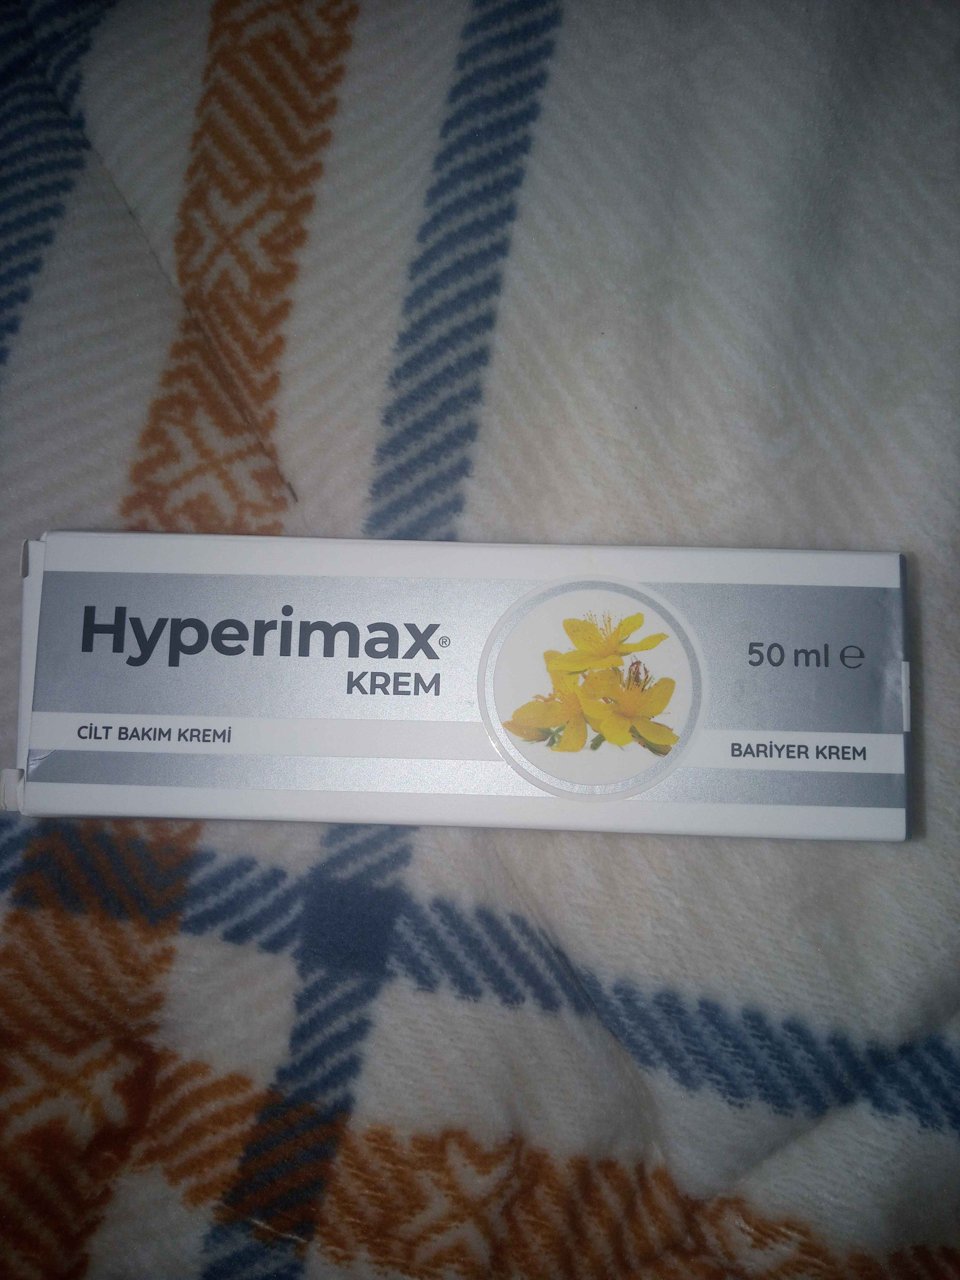 Hyperimax®
KREM
CİLT BAKIM KREMİ
50 ml ℮
BARİYER KREM